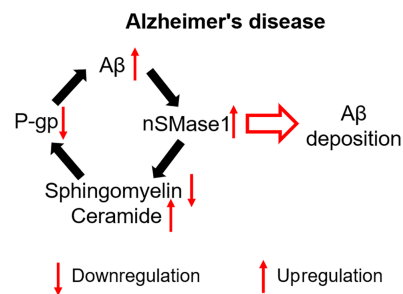 Alzheimer's disease
Aβ
P-gp
nSMase1
Aβ
deposition
Sphingomyelin
Ceramide
Downregulation
Upregulation